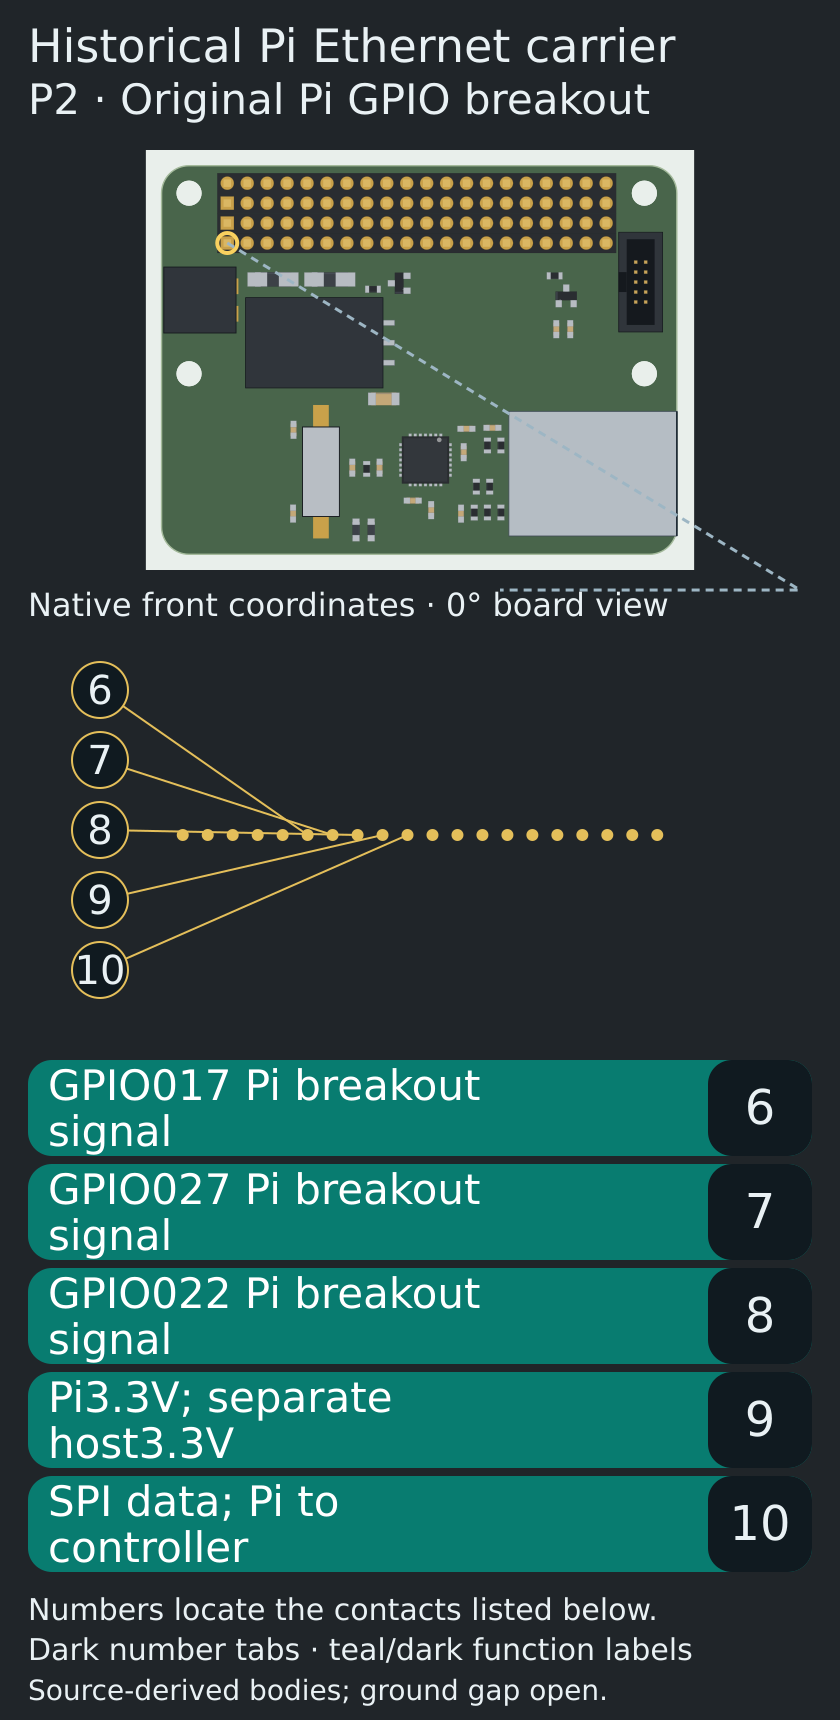 Historical Pi Ethernet carrier
P2 · Original Pi GPIO breakout
Native front coordinates · 0° board view
6
7
8
9
10
GPIO017 Pi breakout
signal
6
GPIO027 Pi breakout
signal
7
GPIO022 Pi breakout
signal
8
Pi3.3V; separate
host3.3V
9
SPI data; Pi to
controller
10
Numbers locate the contacts listed below.
Dark number tabs · teal/dark function labels
Source-derived bodies; ground gap open.